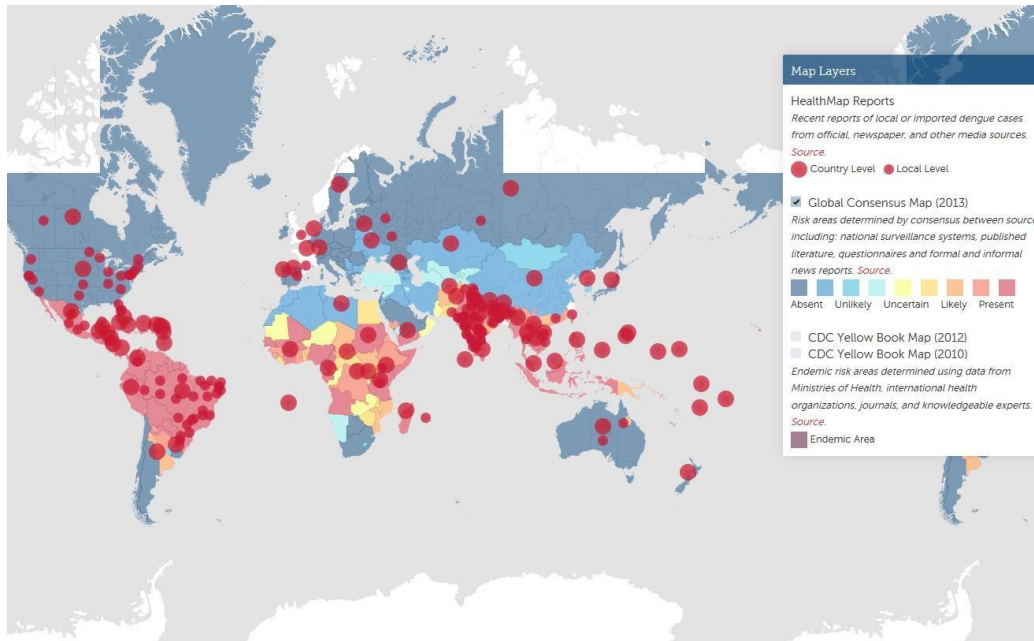 Map Layers
HealthMap Reports
Recent reports of local or imported dengue cases
from official, newspaper, and other media sources.
Source.
Country Level Local Level
Global Consensus Map (2013)
Risk areas determined by consensus between source
including: national surveillance systems, published
literature, questionnaires and formal and informal
news reports. Source.
Absent Unlikely Uncertain Likely Present
CDC Yellow Book Map (2012)
CDC Yellow Book Map (2010)
Endemic risk areas determined using data from
Ministries of Health, international health
organizations, journals, and knowledgeable experts.
Source.
Endemic Area